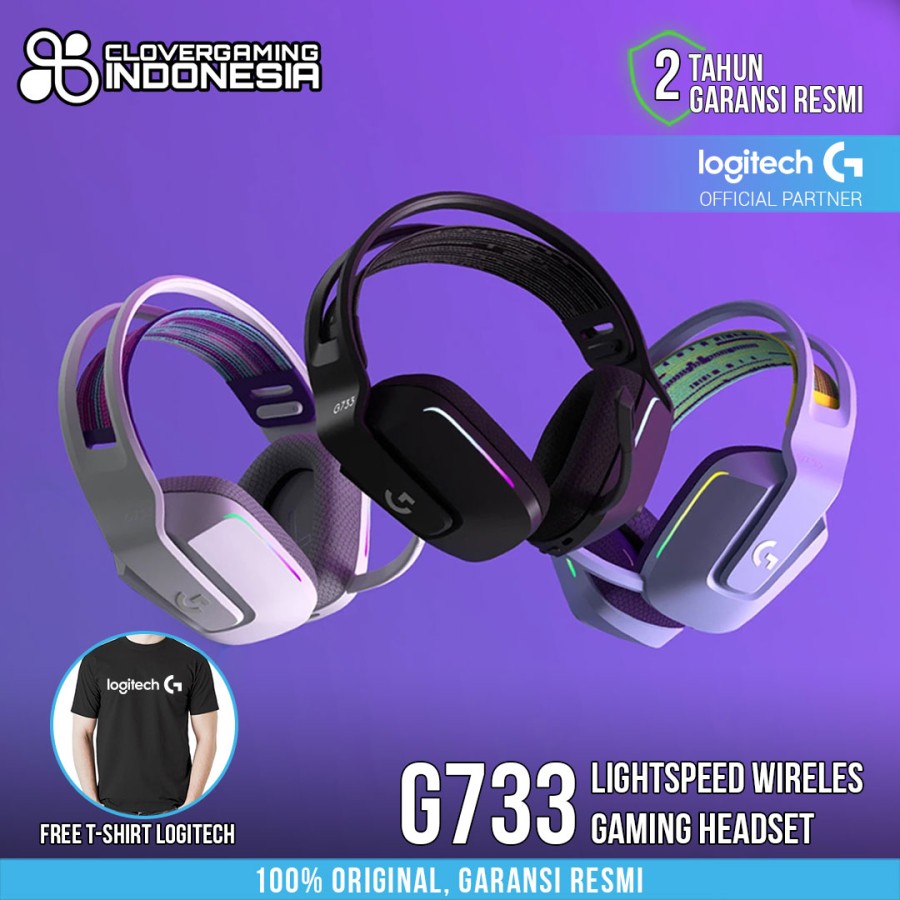 CLOVERGAMING
INDONESIA
2 TAHUN
GARANSI RESMI
logitech G
OFFICIAL PARTNER
G733
logitech G
FREE T-SHIRT LOGITECH
G733
LIGHTSPEED WIRELES
GAMING HEADSET
100% ORIGINAL, GARANSI RESMI